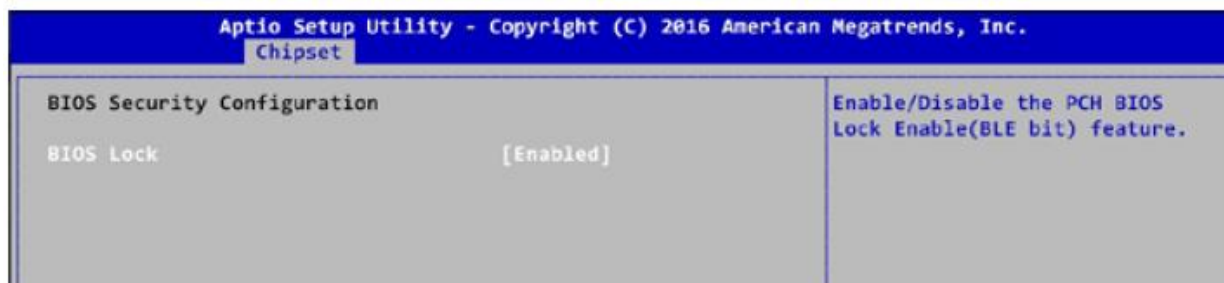 Aptio Setup Utility - Copyright (C) 2016 American Megatrends, Inc.
Chipset
BIOS Security Configuration
BIOS Lock [Enabled]
Enable/Disable the PCH BIOS
Lock Enable(BLE bit) feature.